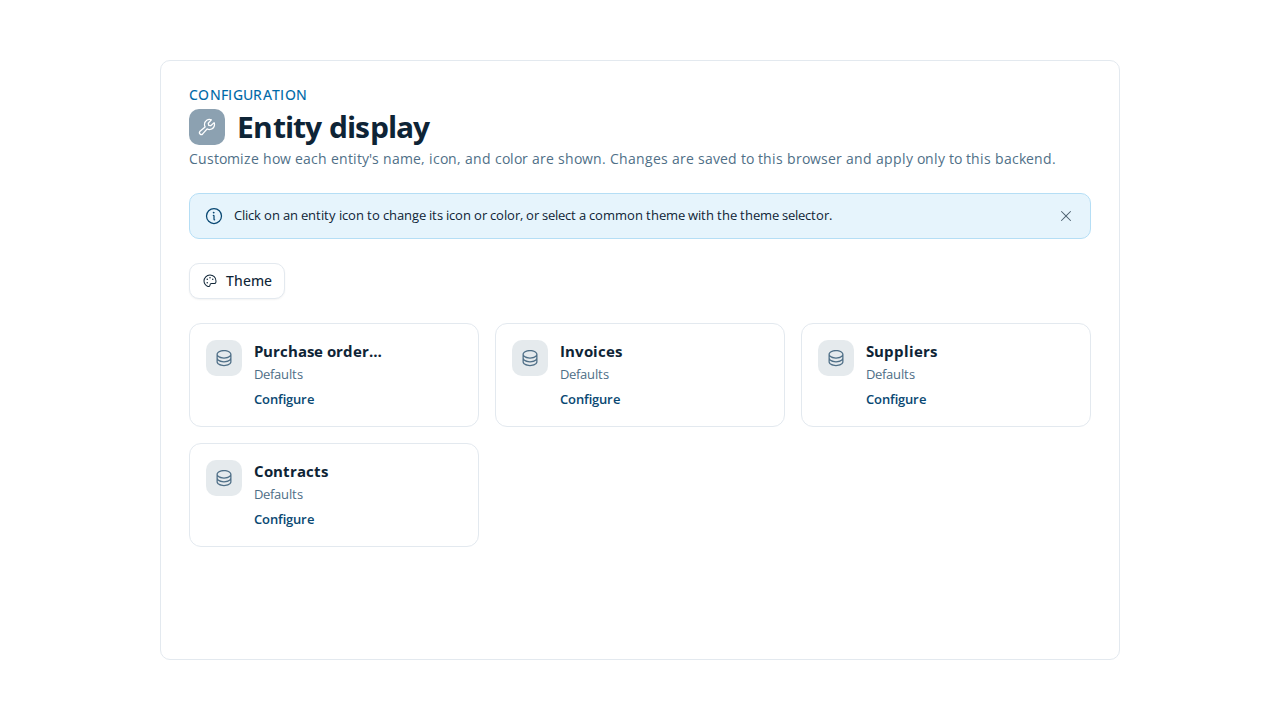 CONFIGURATION
Entity display
Customize how each entity's name, icon, and color are shown. Changes are saved to this browser and apply only to this backend.
Click on an entity icon to change its icon or color, or select a common theme with the theme selector.
Theme
Purchase order...
Defaults
Configure
Invoices
Defaults
Configure
Suppliers
Defaults
Configure
Contracts
Defaults
Configure